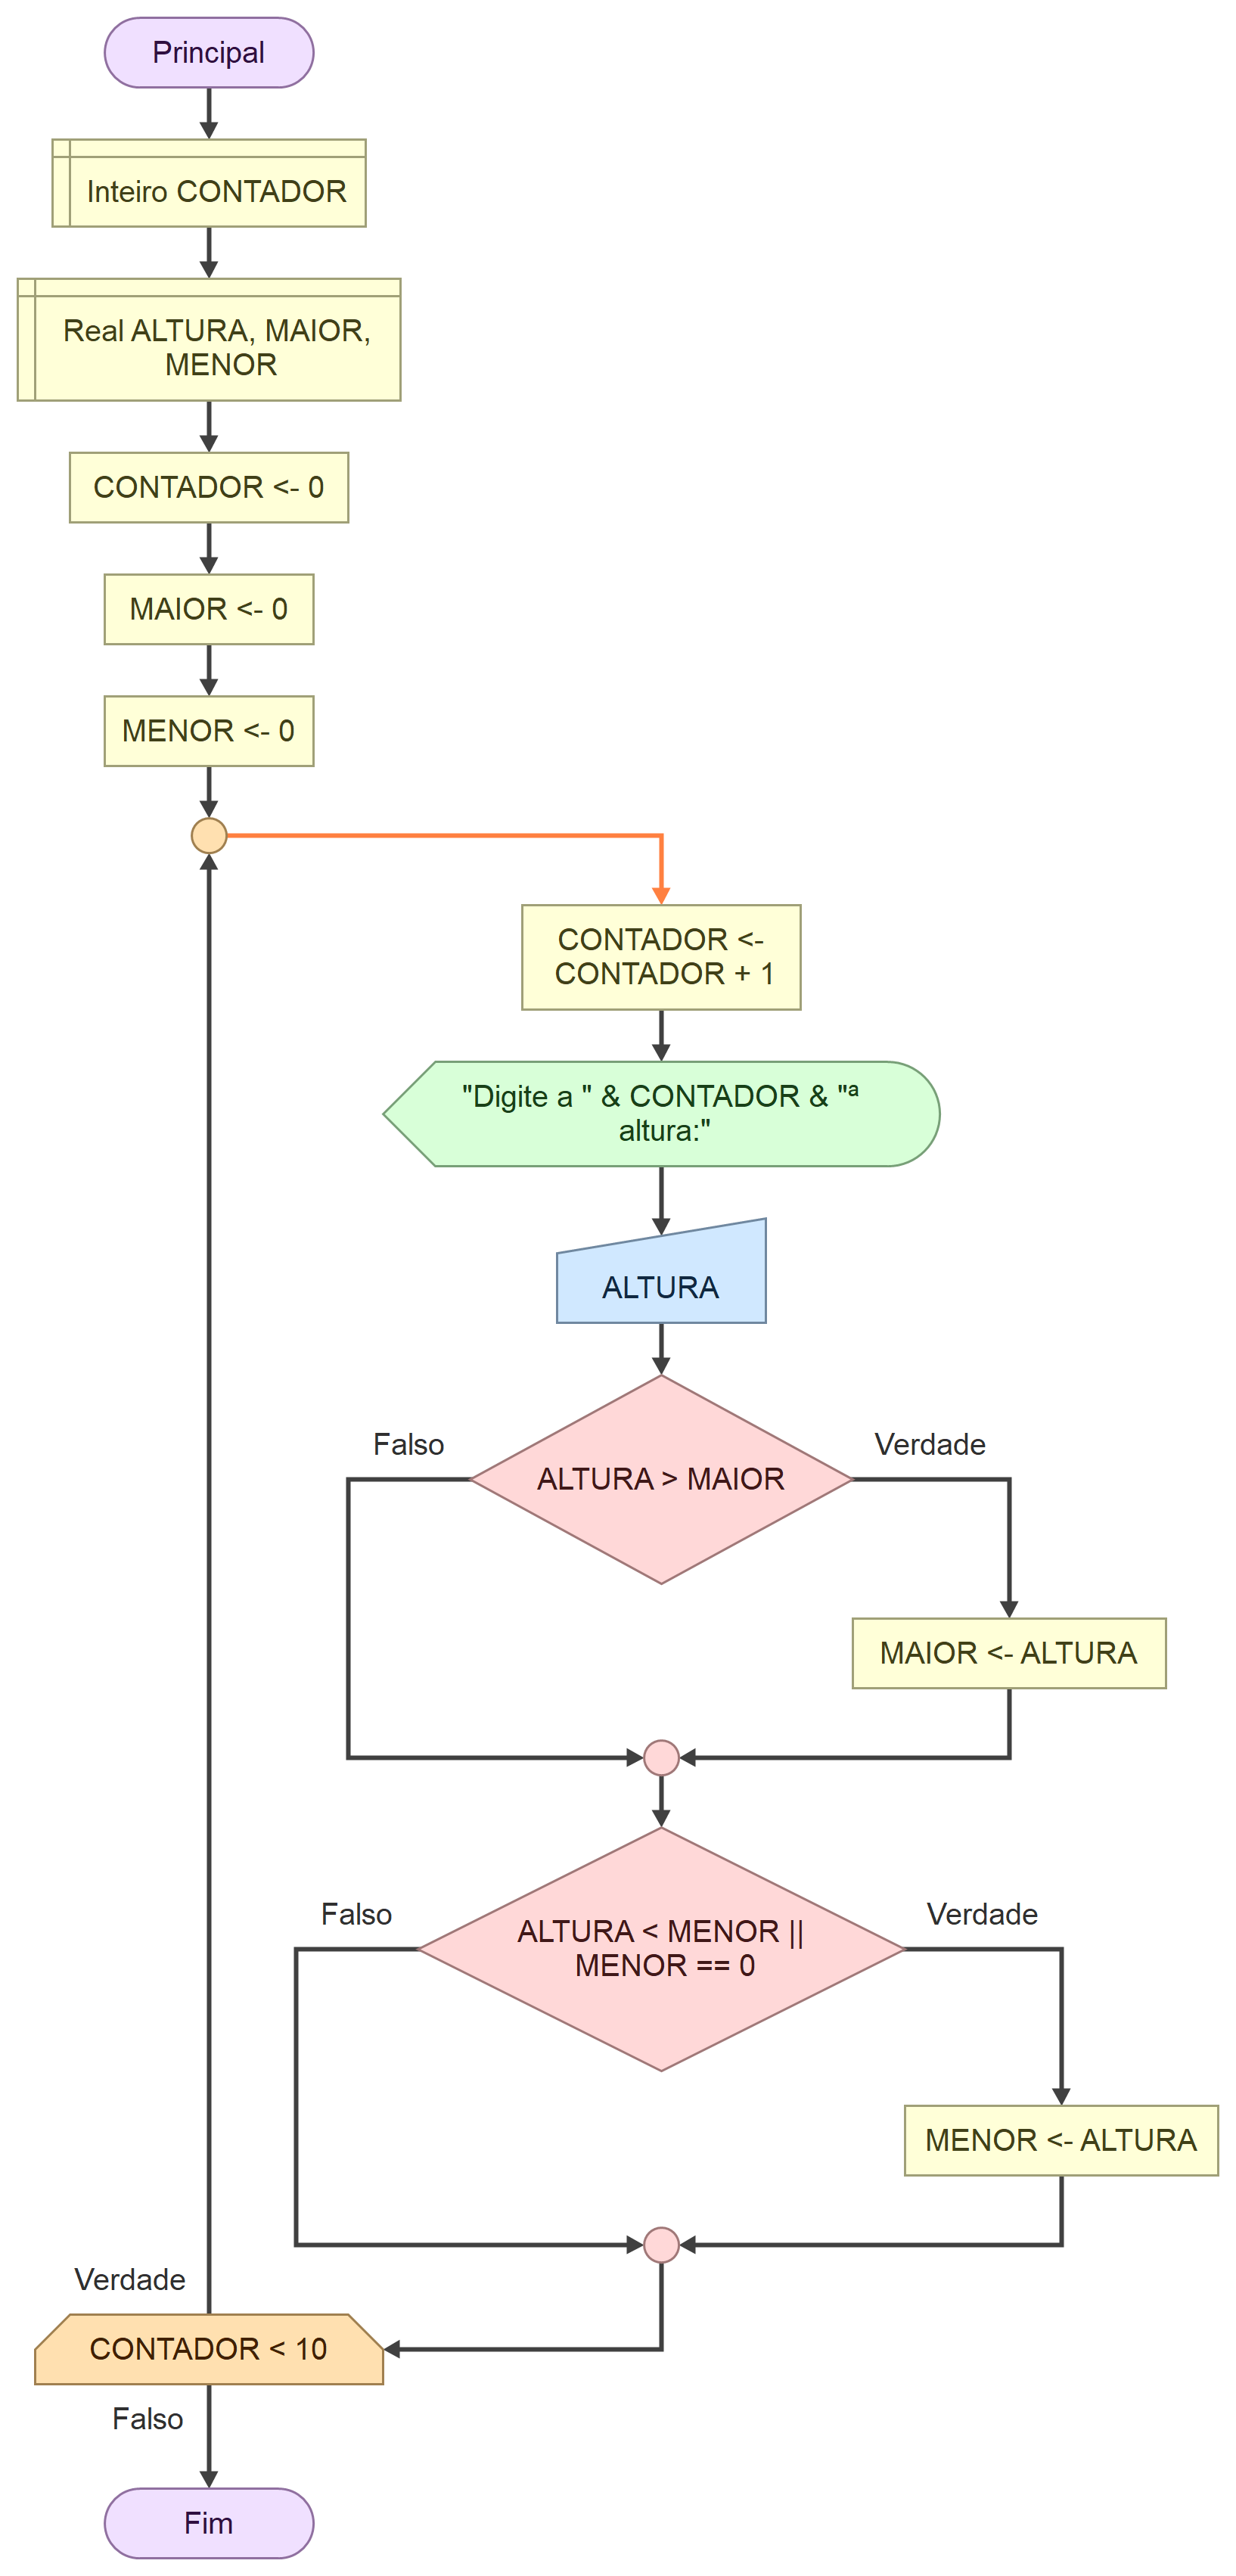 Principal
Inteiro CONTADOR
Real ALTURA, MAIOR,
MENOR
CONTADOR <- 0
MAIOR <- 0
MENOR <- 0
CONTADOR <-
CONTADOR + 1
"Digite a " & CONTADOR & "ª
altura:"
ALTURA
Falso
Verdade
ALTURA > MAIOR
MAIOR <- ALTURA
Falso
Verdade
ALTURA < MENOR ||
MENOR == 0
MENOR <- ALTURA
Verdade
CONTADOR < 10
Falso
Fim